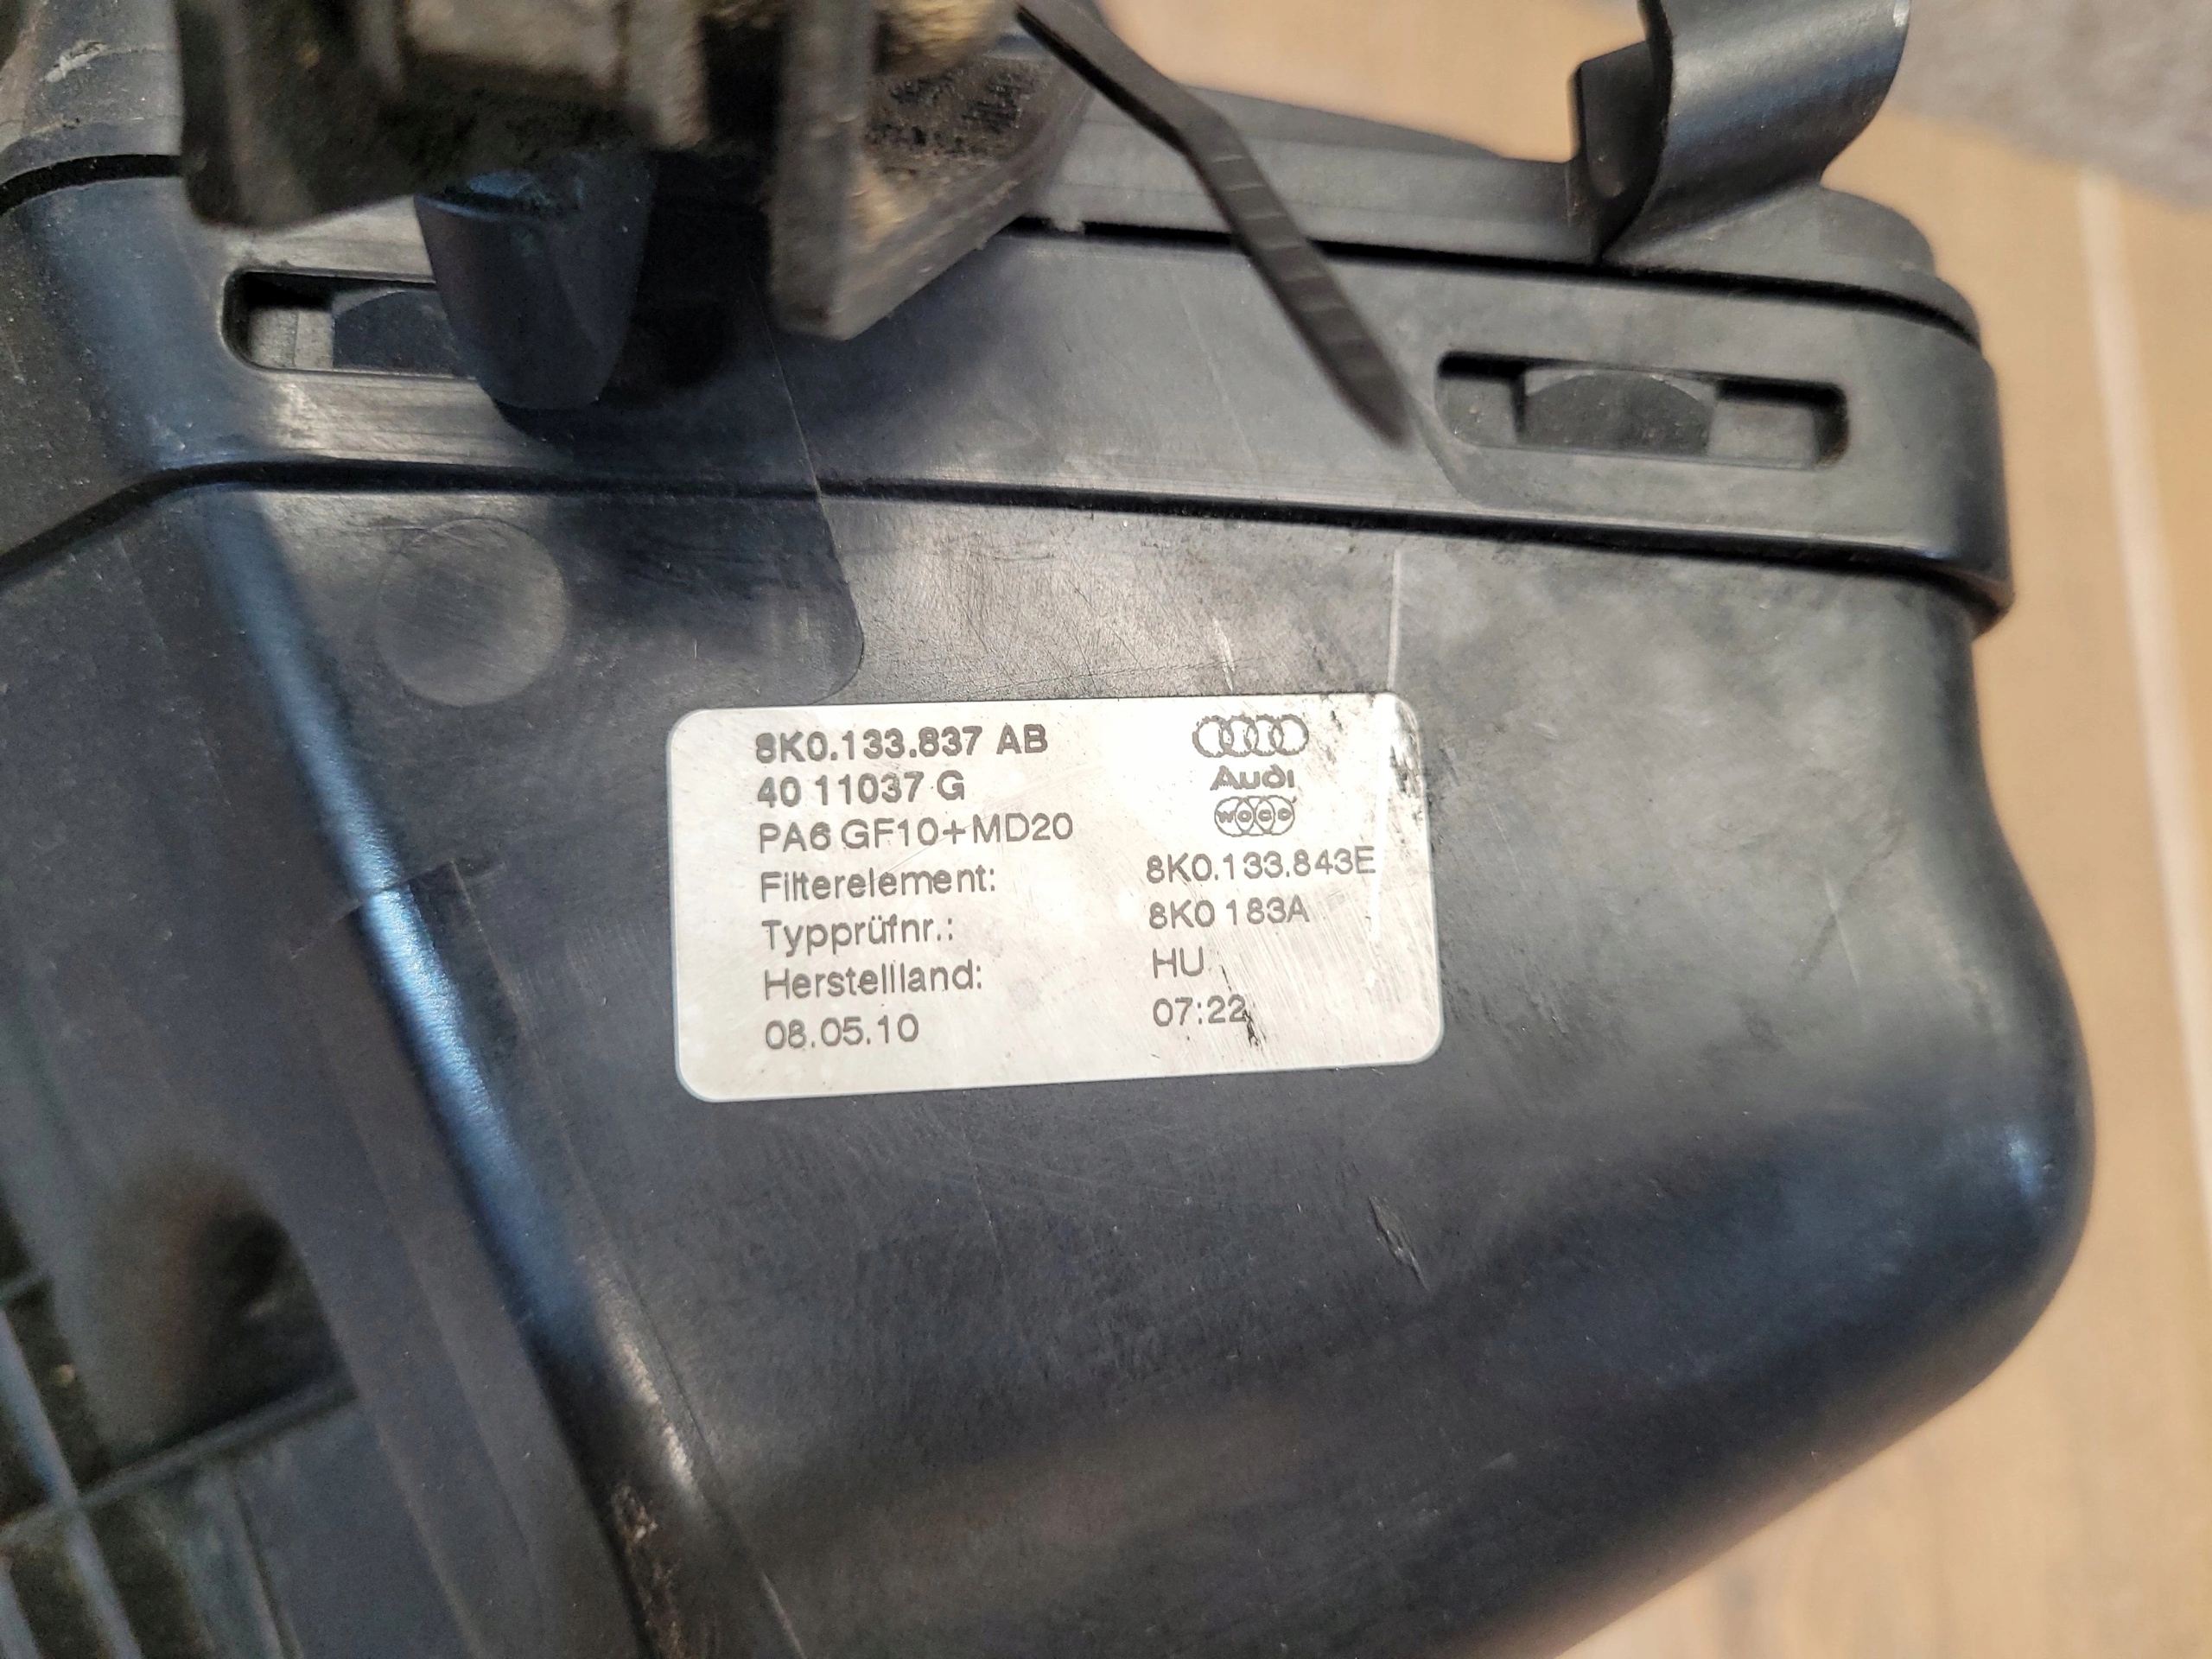 8K0.133.837 AB
40 11037 G
Audi
PA6 GF10+MD20
woco
Filterelement: 8K0.133.843E
Typprüfnr.: 8K0 183A
Herstellland: HU
08.05.10 07:22